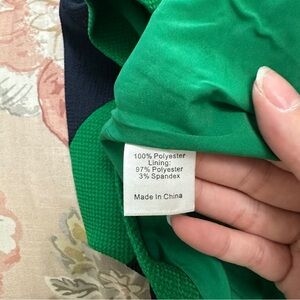 100% Polyester
Lining:
97% Polyester
3% Spandex
Made In China